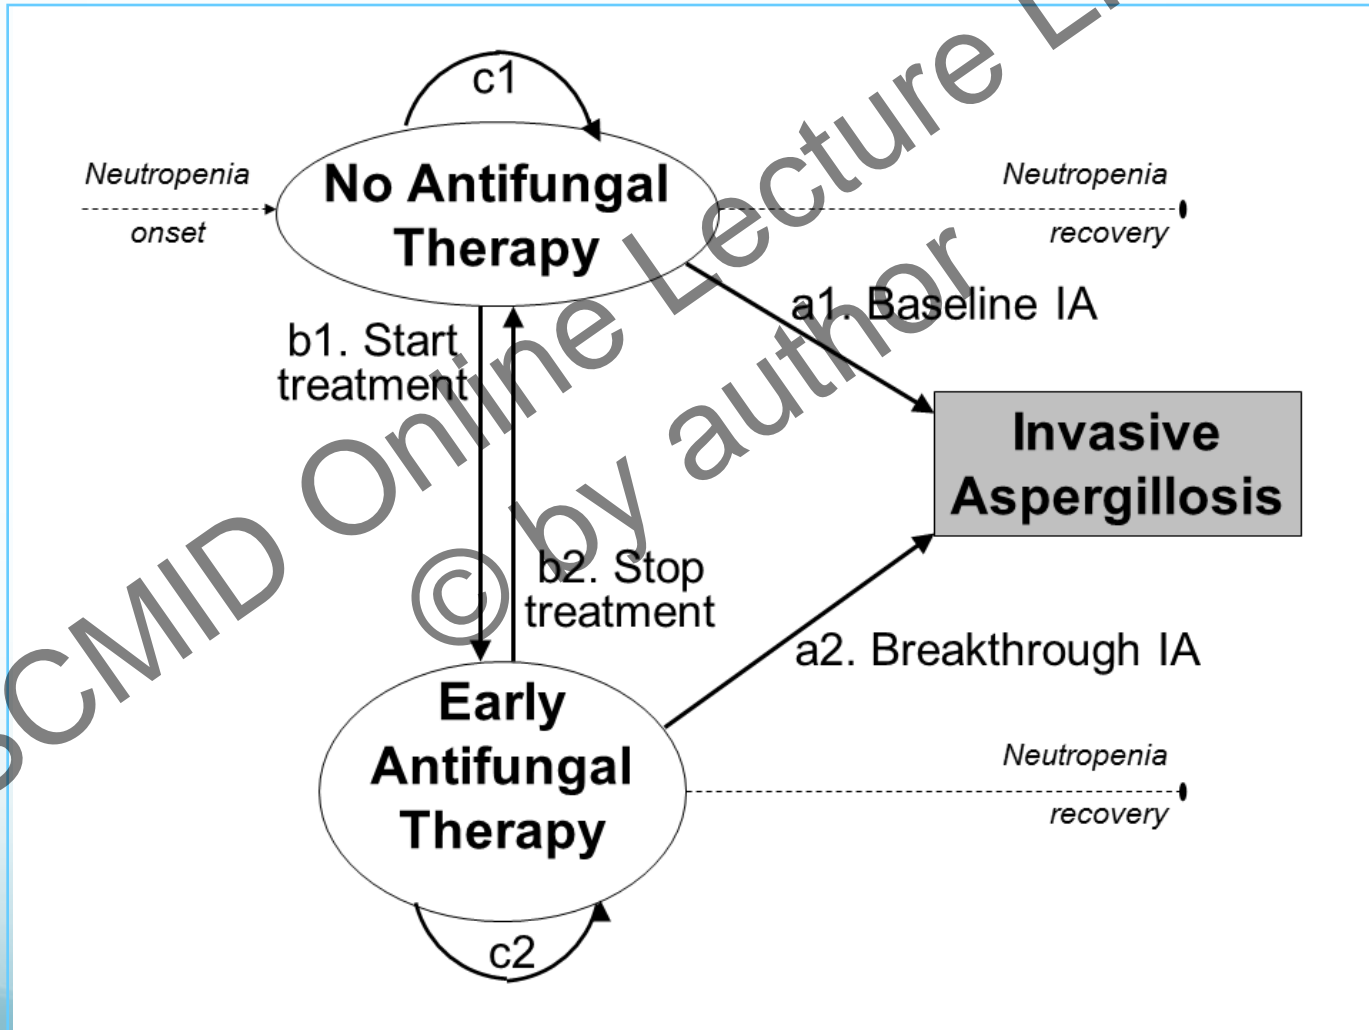 c1
No Antifungal
Therapy
Neutropenia
onset
Neutropenia
recovery
a1. Baseline IA
b1. Start
treatment
Invasive
Aspergillosis
b2. Stop
treatment
a2. Breakthrough IA
Early
Antifungal
Therapy
Neutropenia
recovery
c2
CMID Online Lecture
© by author